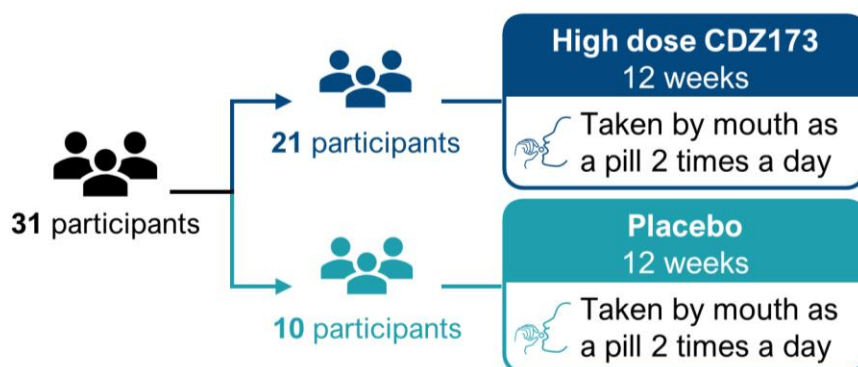 31 participants
21 participants
High dose CDZ173
12 weeks
Taken by mouth as
a pill 2 times a day
10 participants
Placebo
12 weeks
Taken by mouth as
a pill 2 times a day